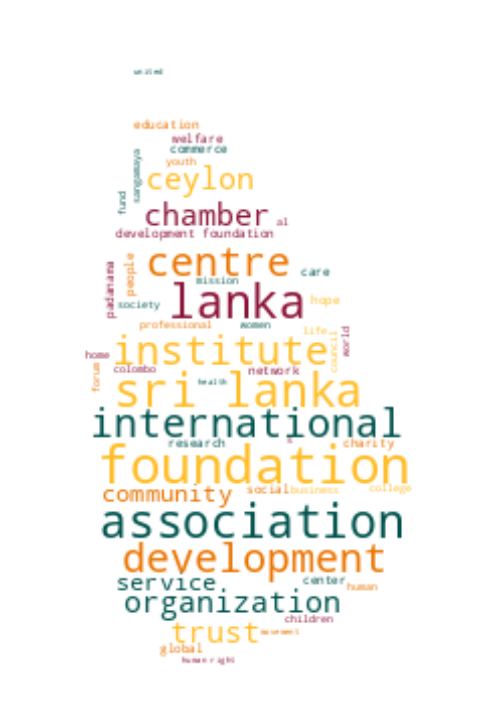 united
education
welfare
commerce
sangamaya
youth
ceylon
fund
chamber al
development foundation
centre
people
padanama
care
mission
lanka
society
hope
professional women
life
world
council
institute
home
colombo
network
forum
sri lanka
health
international
research
s
charity
foundation
community social business college
association
development
service center human
organization
children
trust movement
global
human right